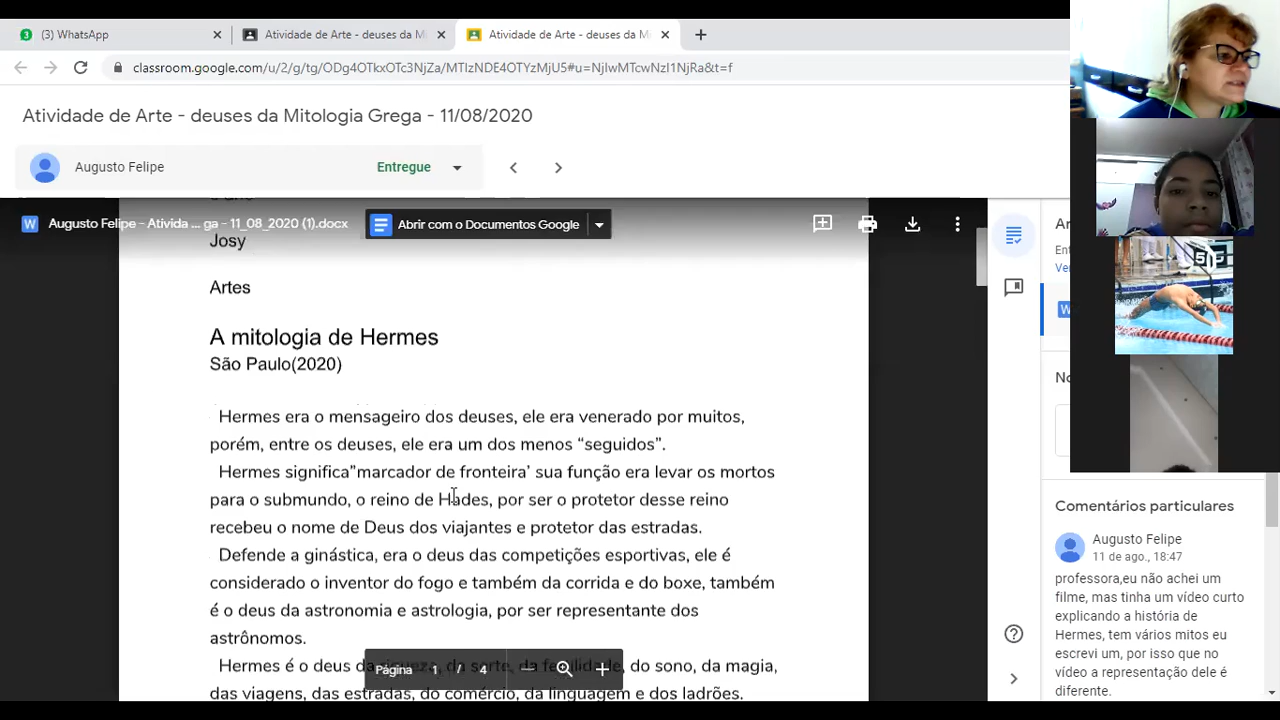 (3) WhatsApp
Atividade de Arte - deuses da M
Atividade de Arte - deuses da M
classroom.google.com/u/2/g/tg/ODg4OTkxOTc3NjZa/MTIzNDE4OTYzMjU5#u=NjIwMTcwNzI1NjRa&t=f
Atividade de Arte - deuses da Mitologia Grega - 11/08/2020
Augusto Felipe
Entregue
Augusto Felipe – Ativida ... ga – 11_08_2020 (1).docx
Abrir com o Documentos Google
Josy
Artes
A mitologia de Hermes
São Paulo(2020)
Hermes era o mensageiro dos deuses, ele era venerado por muitos,
porém, entre os deuses, ele era um dos menos “seguidos”.
Hermes significa”marcador de fronteira’ sua função era levar os mortos
para o submundo, o reino de Hades, por ser o protetor desse reino
recebeu o nome de Deus dos viajantes e protetor das estradas.
Defende a ginástica, era o deus das competições esportivas, ele é
considerado o inventor do fogo e também da corrida e do boxe, também
é o deus da astronomia e astrologia, por ser representante dos
astrônomos.
Hermes é o deus da riqueza, da sorte, da fertilidade, do sono, da magia,
das viagens, das estradas, do comércio, da linguagem e dos ladrões.
Página 1 / 4
Comentários particulares
Augusto Felipe
11 de ago., 18:47
professora,eu não achei um
filme, mas tinha um vídeo curto
explicando a história de
Hermes, tem vários mitos eu
escrevi um, por isso que no
vídeo a representação dele é
diferente.